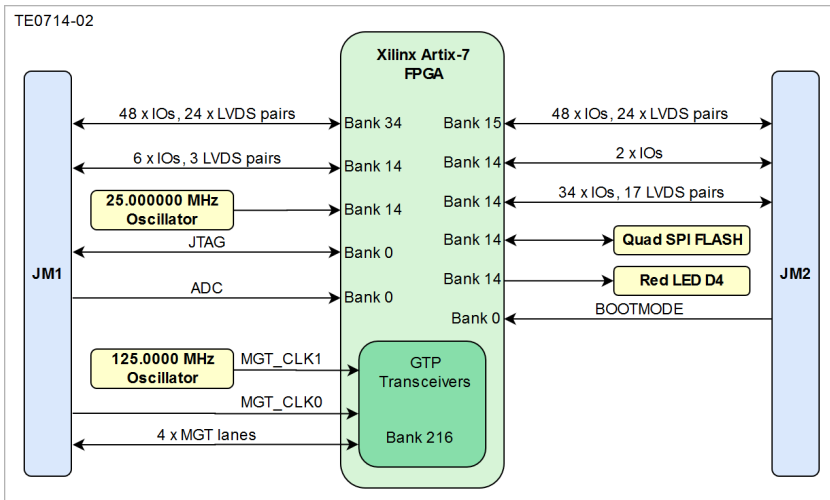 TE0714-02
Xilinx Artix-7
FPGA
48 x IOs, 24 x LVDS pairs
Bank 34
Bank 15
48 x IOs, 24 x LVDS pairs
6 x IOs, 3 LVDS pairs
Bank 14
Bank 14
2 x IOs
25.000000 MHz
Oscillator
Bank 14
Bank 14
34 x IOs, 17 LVDS pairs
JTAG
Bank 0
Bank 14
Quad SPI FLASH
JM1
ADC
Bank 0
Bank 14
Red LED D4
JM2
Bank 0
BOOTMODE
125.0000 MHz
Oscillator
MGT_CLK1
GTP
Transceivers
MGT_CLK0
4 x MGT lanes
Bank 216